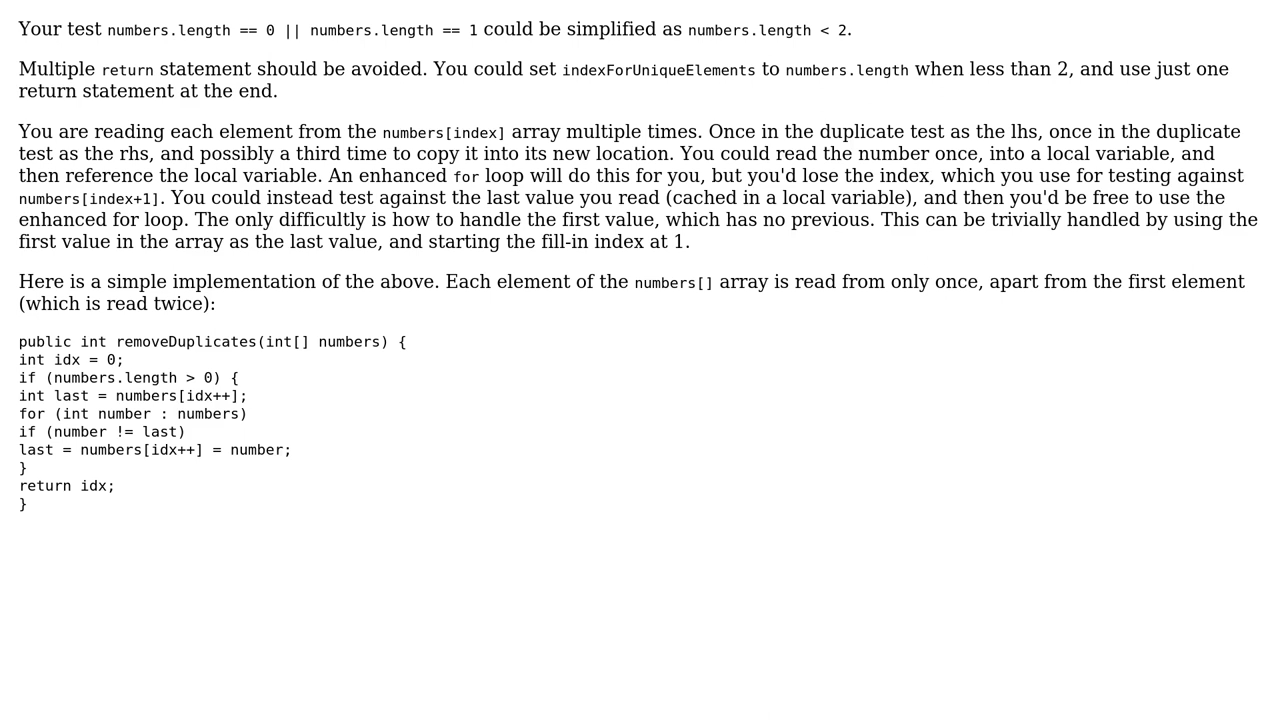 Your test numbers.length == 0 || numbers.length == 1 could be simplified as numbers.length < 2.
Multiple return statement should be avoided. You could set indexForUniqueElements to numbers.length when less than 2, and use just one
return statement at the end.
You are reading each element from the numbers[index] array multiple times. Once in the duplicate test as the lhs, once in the duplicate
test as the rhs, and possibly a third time to copy it into its new location. You could read the number once, into a local variable, and
then reference the local variable. An enhanced for loop will do this for you, but you'd lose the index, which you use for testing against
numbers[index+1]. You could instead test against the last value you read (cached in a local variable), and then you'd be free to use the
enhanced for loop. The only difficultly is how to handle the first value, which has no previous. This can be trivially handled by using the
first value in the array as the last value, and starting the fill-in index at 1.
Here is a simple implementation of the above. Each element of the numbers[] array is read from only once, apart from the first element
(which is read twice):
public int removeDuplicates(int[] numbers) {
int idx = 0;
if (numbers.length > 0) {
int last = numbers[idx++];
for (int number : numbers)
if (number != last)
last = numbers[idx++] = number;
}
return idx;
}